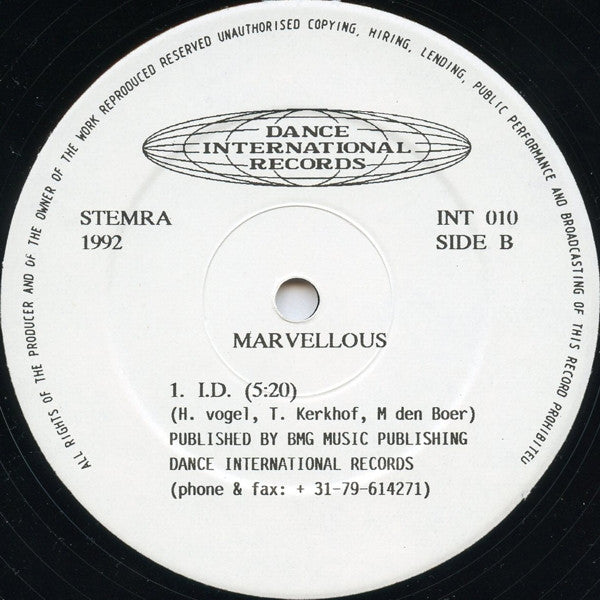 ALL RIGHTS OF THE PRODUCER AND OF THE OWNER OF THE WORK REPRODUCED RESERVED UNAUTHORISED COPYING, HIRING, LENDING, PUBLIC PERFORMANCE AND BROADCASTING OF THIS RECORD PROHIBITEU
DANCE
INTERNATIONAL
RECORDS
STEMRA
1992
INT 010
SIDE B
MARVELLOUS
1. I.D. (5:20)
(H. vogel, T. Kerkhof, M den Boer)
PUBLISHED BY BMG MUSIC PUBLISHING
DANCE INTERNATIONAL RECORDS
(phone & fax: + 31-79-614271)